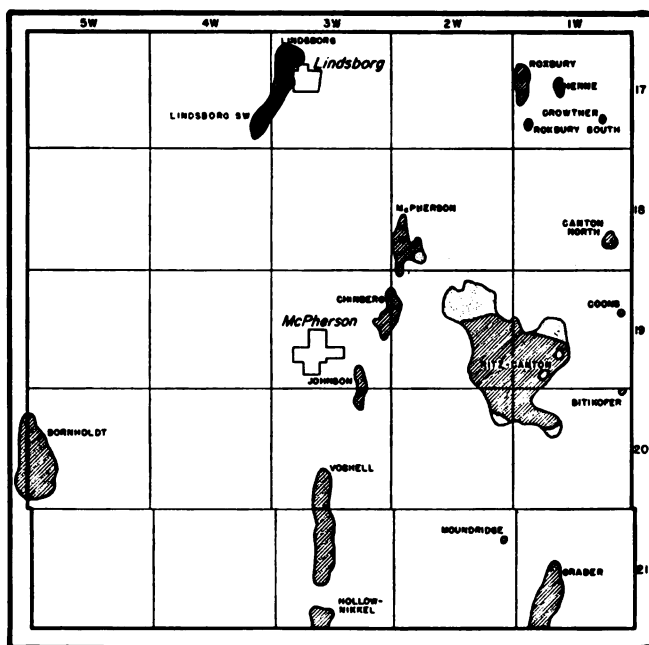 5W 4W 3W 2W 1W
LINDSBORG
Lindsborg
ROXBURY
HENNE
17
CROWTHER
LINDSBORG SW
ROXBURY SOUTH
MCPHERSON
18
CANTON
NORTH
CHINBERG
COONS
McPherson
19
RITZ-CANTON
JOHNSON
SITIKOFER
BORNHOLDT
20
VOSHELL
MOUNDRIDGE
21
GRABER
HOLLOW-
NIKKEL